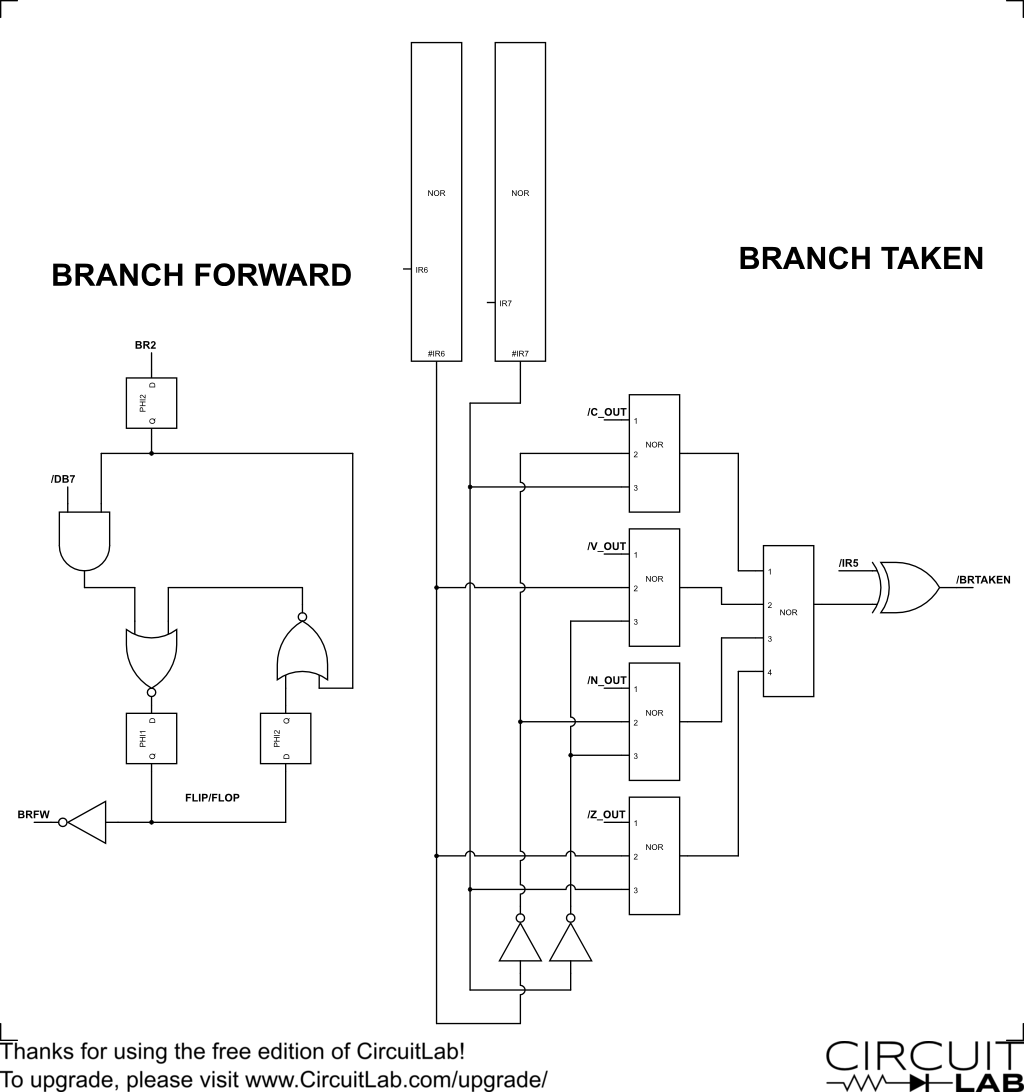 NOR
NOR
BRANCH FORWARD
BRANCH TAKEN
IR6
IR7
#IR6
#IR7
BR2
D
PHI2
Q
/DB7
D
PHI1
Q
Q
PHI2
D
FLIP/FLOP
BRFW
/C_OUT
1
NOR
2
3
/V_OUT
1
NOR
2
3
/N_OUT
1
NOR
2
3
/Z_OUT
1
NOR
2
3
1
2
NOR
3
4
/IR5
/BRTAKEN
Thanks for using the free edition of CircuitLab!
To upgrade, please visit www.CircuitLab.com/upgrade/
CIRCUIT
LAB